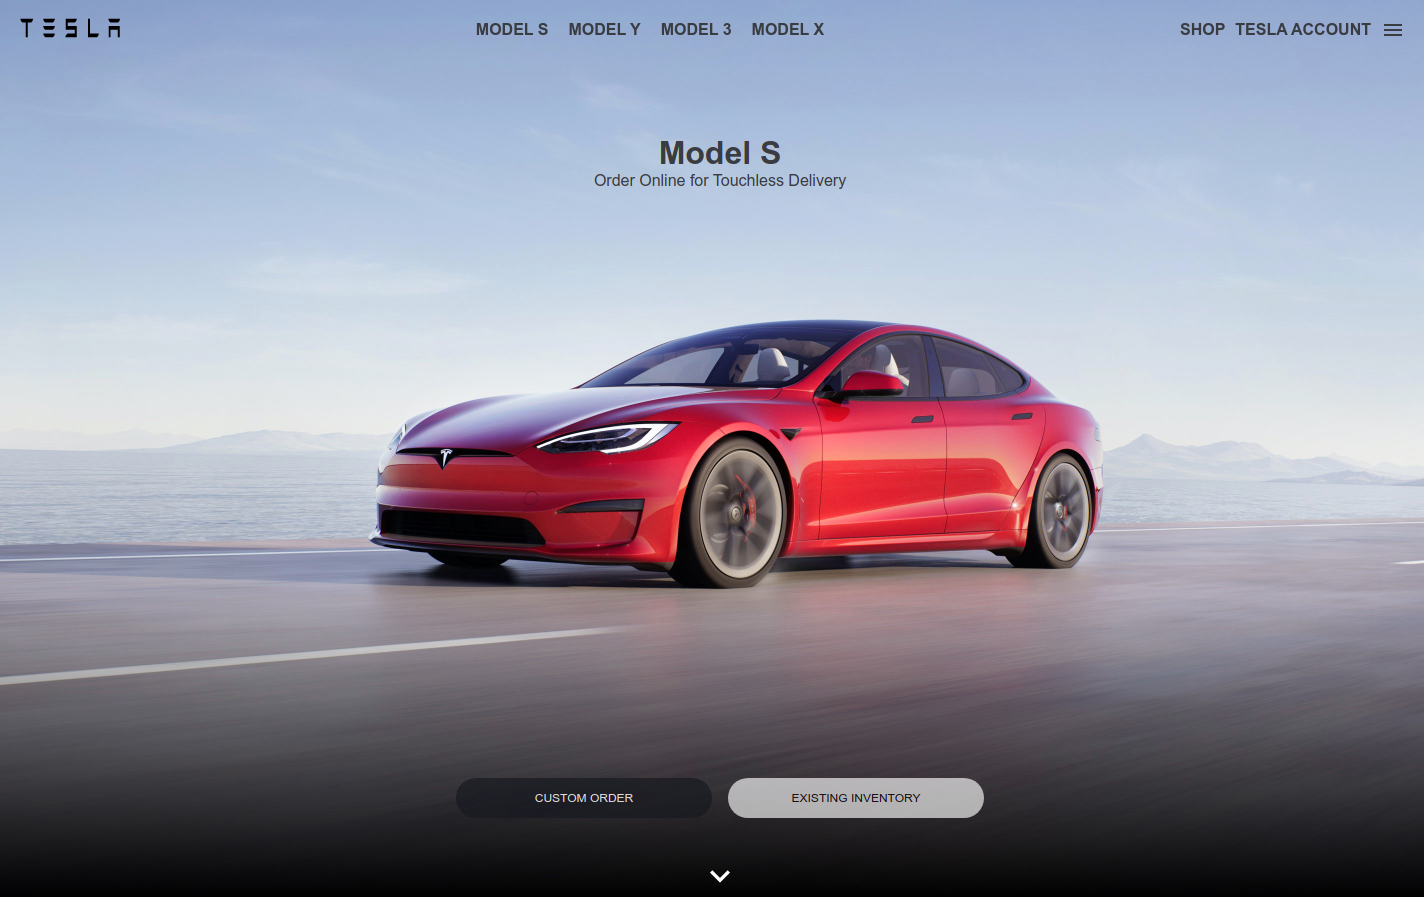 TESLA
MODEL S MODEL Y MODEL 3 MODEL X
SHOP TESLA ACCOUNT
Model S
Order Online for Touchless Delivery
CUSTOM ORDER
EXISTING INVENTORY